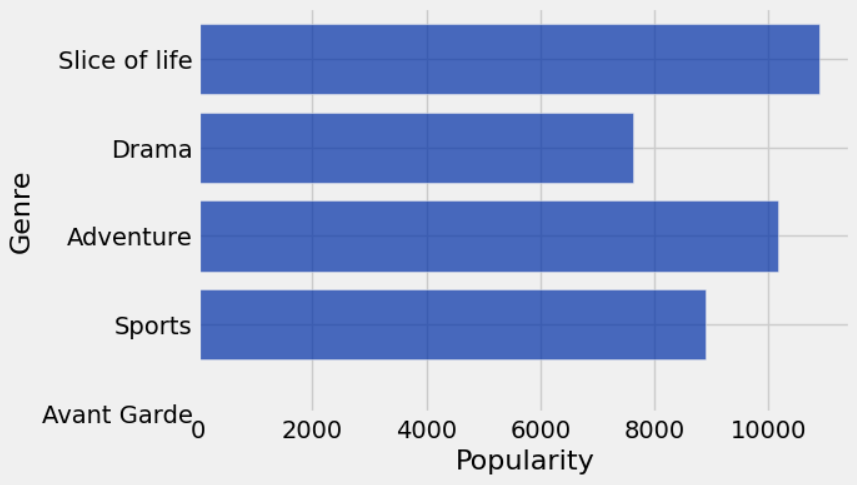 Slice of life
Drama
Genre
Adventure
Sports
Avant Garde
0 2000 4000 6000 8000 10000
Popularity